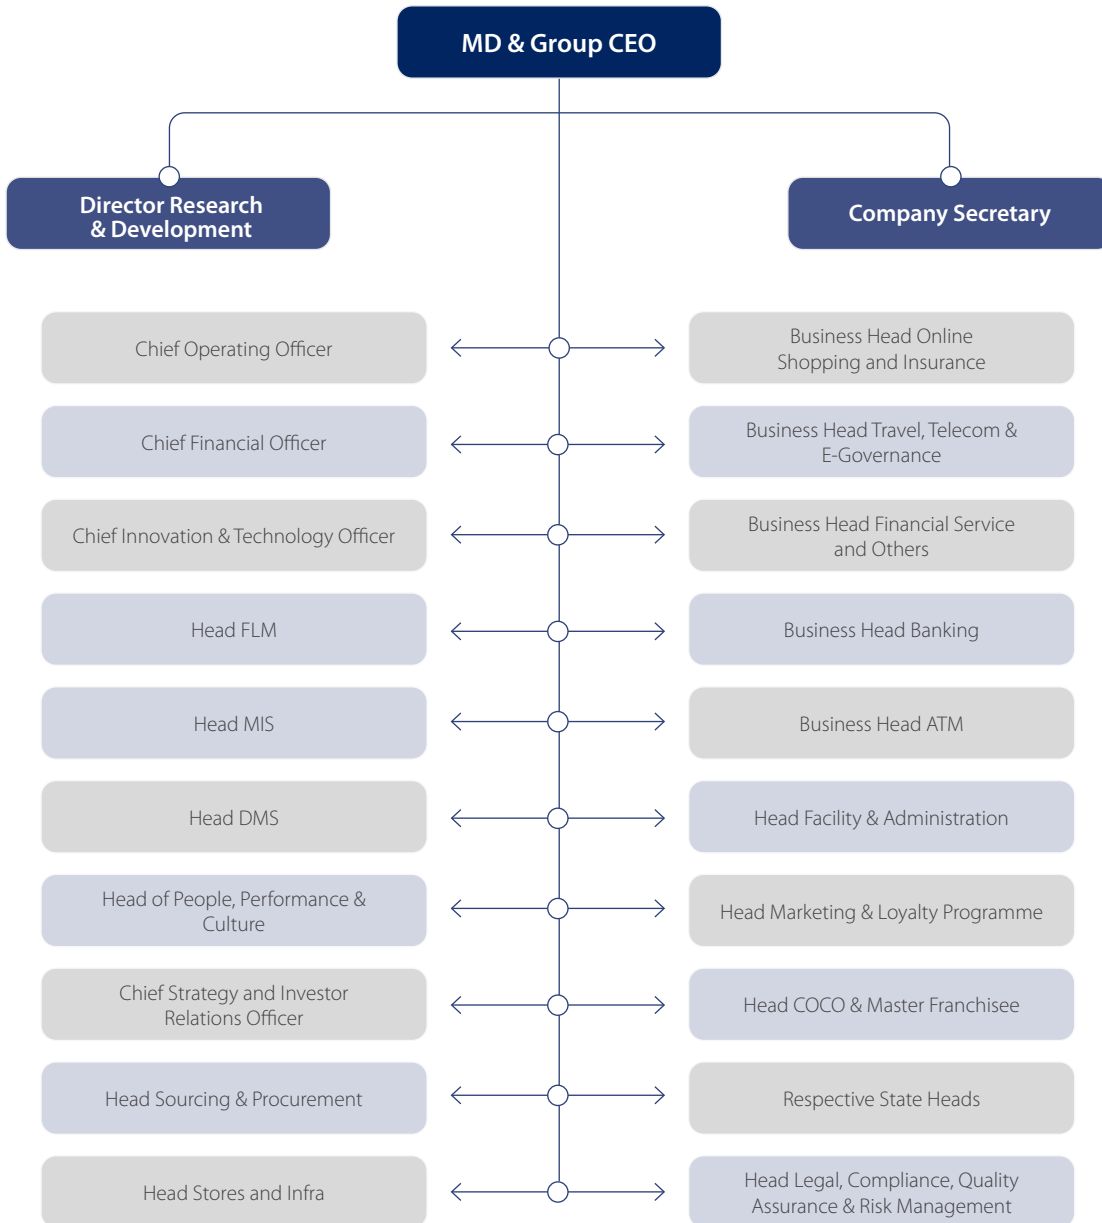 MD & Group CEO
Director Research
& Development
Company Secretary
Chief Operating Officer
Business Head Online
Shopping and Insurance
Chief Financial Officer
Business Head Travel, Telecom &
E-Governance
Chief Innovation & Technology Officer
Business Head Financial Service
and Others
Head FLM
Business Head Banking
Head MIS
Business Head ATM
Head DMS
Head Facility & Administration
Head of People, Performance &
Culture
Head Marketing & Loyalty Programme
Chief Strategy and Investor
Relations Officer
Head COCO & Master Franchisee
Head Sourcing & Procurement
Respective State Heads
Head Stores and Infra
Head Legal, Compliance, Quality
Assurance & Risk Management